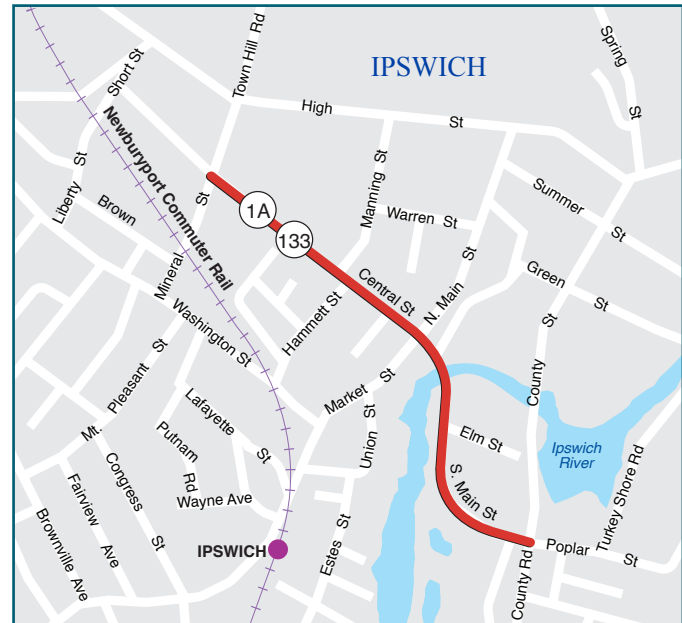 IPSWICH
Town Hill Rd
Spring
St
Short St
High
St
Newburyport Commuter Rail
Manning St
Liberty St
Brown
St
1A
133
Warren St
Summer
St
Mineral
Central St
N. Main St
Green
St
Washington St
Hammett St
County
St
Market St
Mt. Pleasant St
Lafayette
St
Union St
Elm St
Ipswich
River
Putnam
Rd
Congress
St
Fairview Ave
Wayne Ave
S. Main St
Turkey Shore Rd
Brownville Ave
IPSWICH
Estes St
County Rd
Poplar St